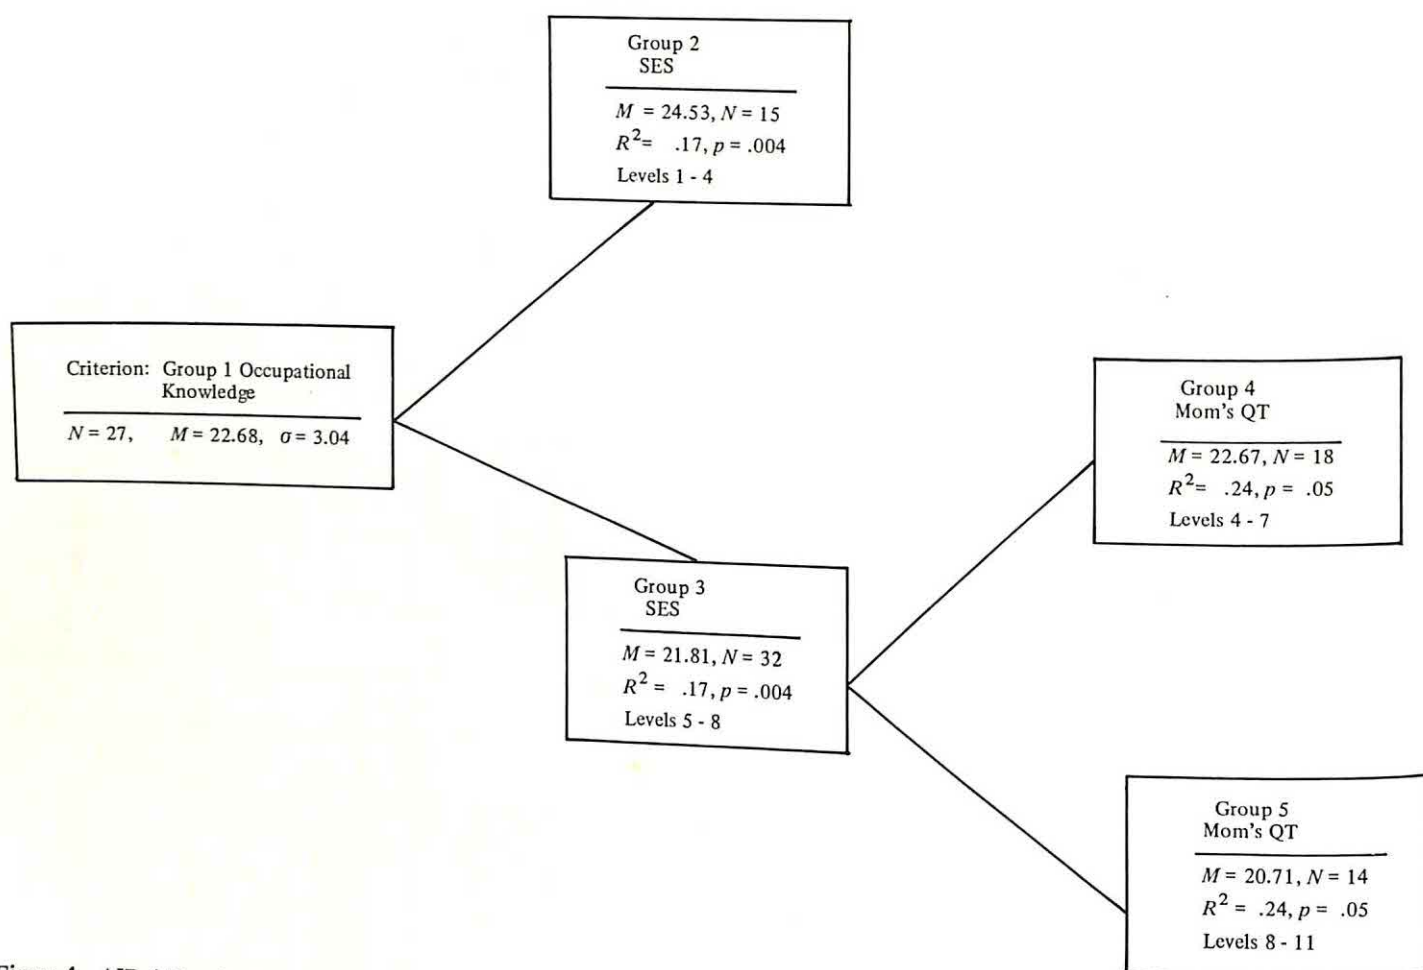 Group 2
SES
M = 24.53, N = 15
R2= .17, p = .004
Levels 1 - 4
Criterion: Group 1 Occupational
Knowledge
N = 27, M = 22.68, σ = 3.04
Group 3
SES
M = 21.81, N = 32
R2 = .17, p = .004
Levels 5 - 8
Group 4
Mom's QT
M = 22.67, N = 18
R2= .24, p = .05
Levels 4 - 7
Group 5
Mom's QT
M = 20.71, N = 14
R2 = .24, p = .05
Levels 8 - 11